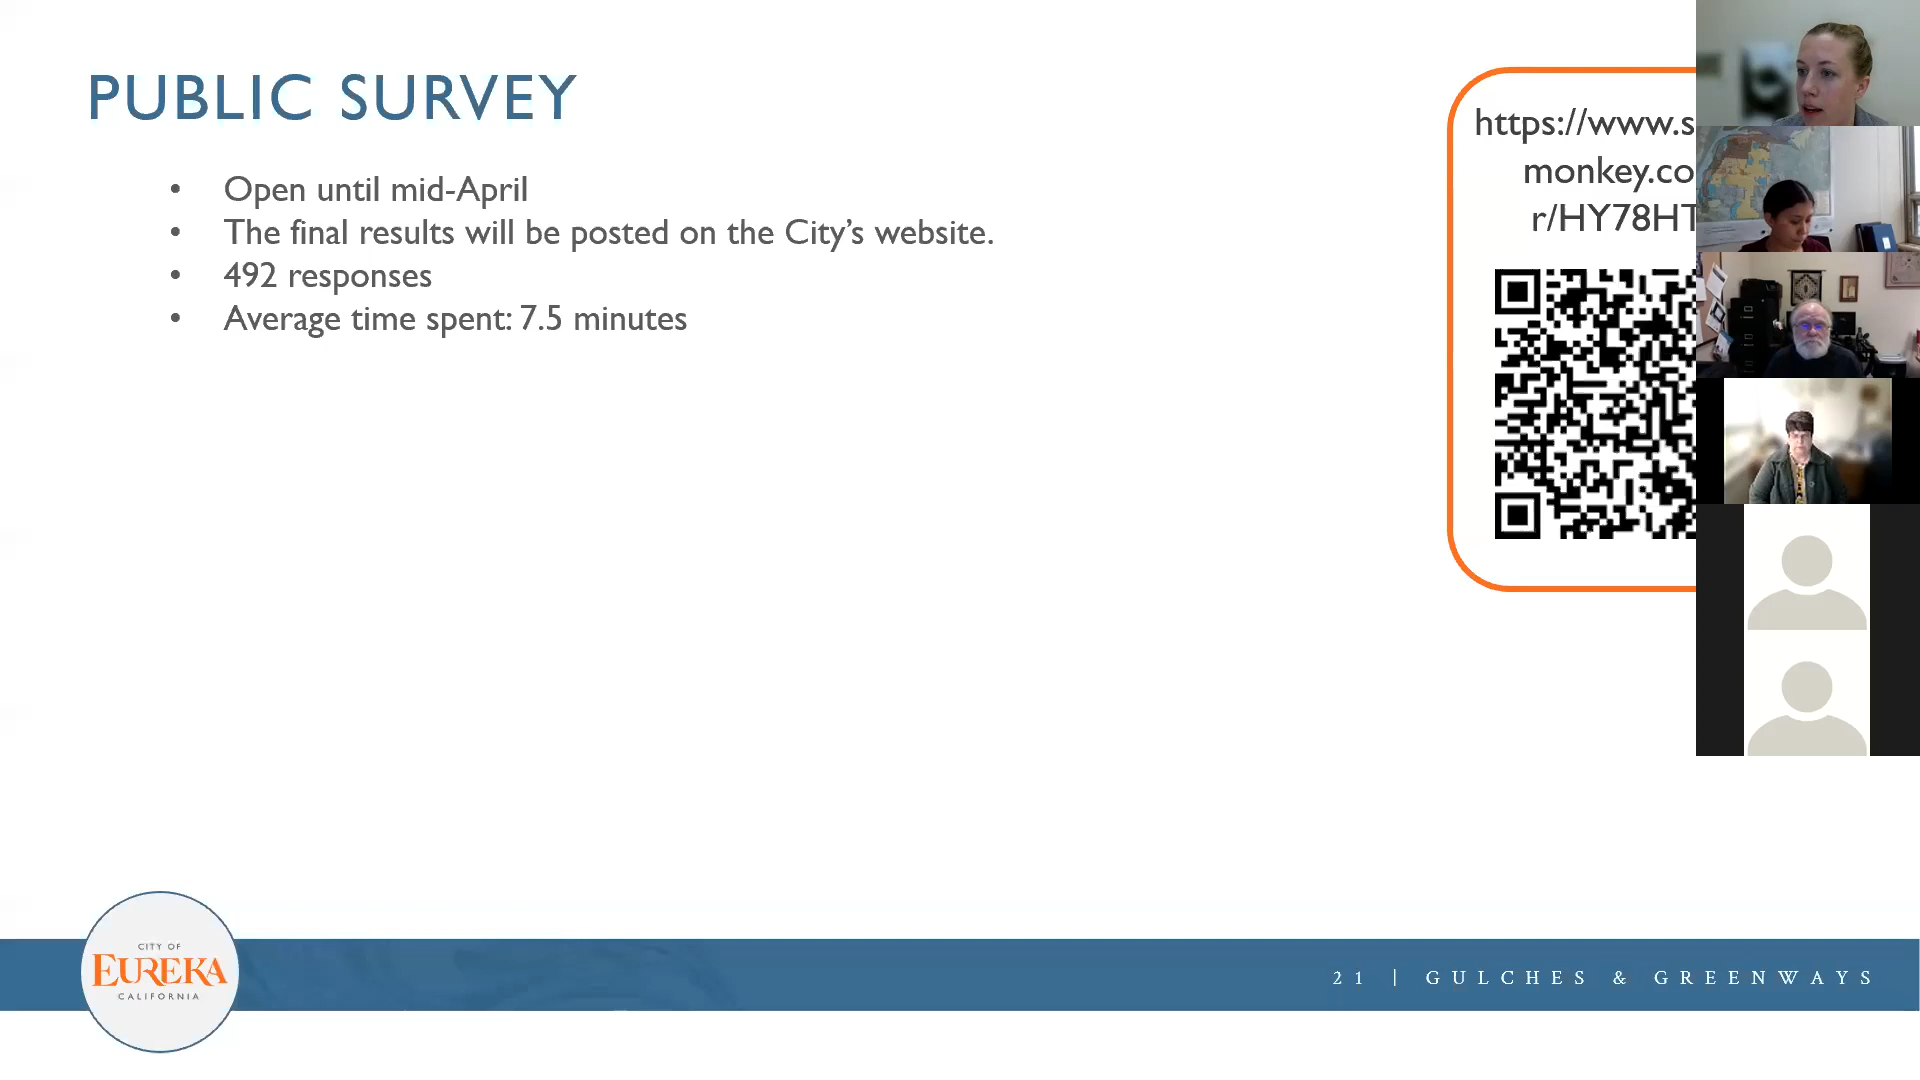 PUBLIC SURVEY
• Open until mid-April
• The final results will be posted on the City’s website.
• 492 responses
• Average time spent: 7.5 minutes
https://www.s
monkey.co
r/HY78HT
CITY OF
EUREKA
CALIFORNIA
21 | GULCHES & GREENWAYS